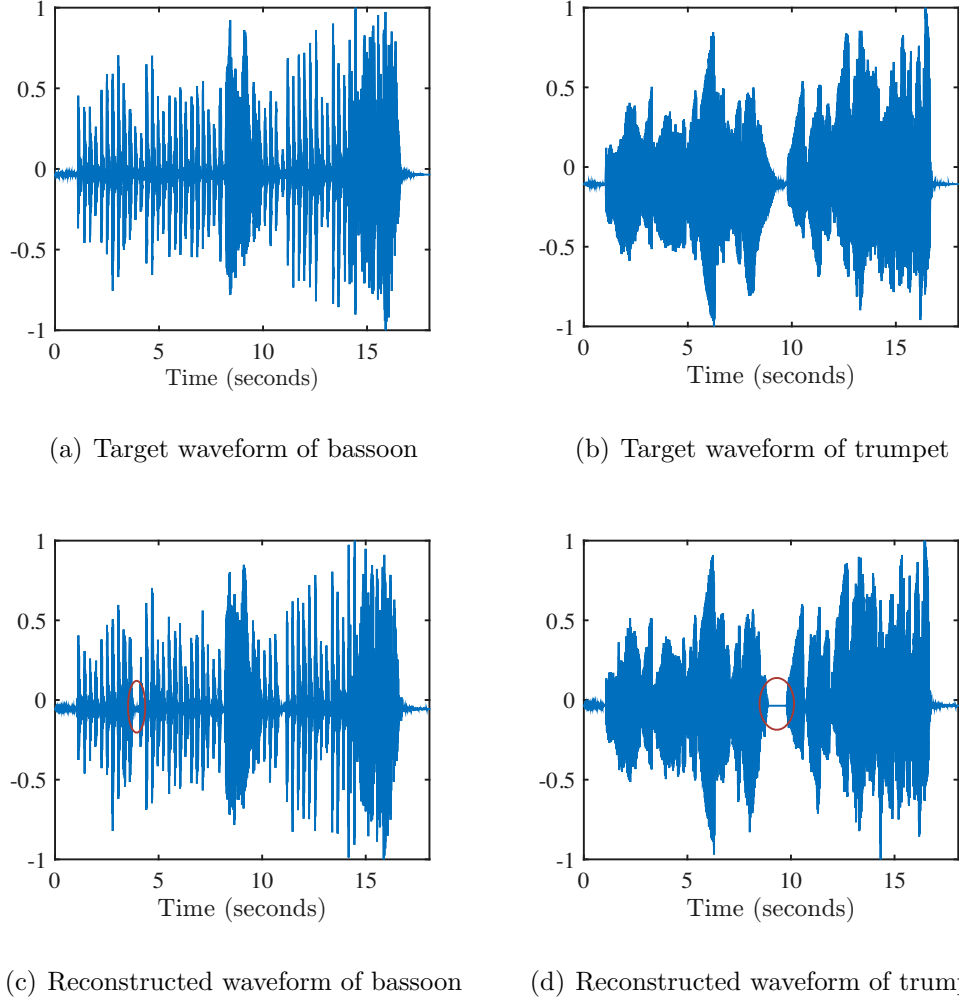 1
0.5
0
-0.5
-1
0 5 10 15
Time (seconds)
(a) Target waveform of bassoon
1
0.5
0
-0.5
-1
0 5 10 15
Time (seconds)
(b) Target waveform of trumpet
1
0.5
0
-0.5
-1
0 5 10 15
Time (seconds)
(c) Reconstructed waveform of bassoon
1
0.5
0
-0.5
-1
0 5 10 15
Time (seconds)
(d) Reconstructed waveform of trump